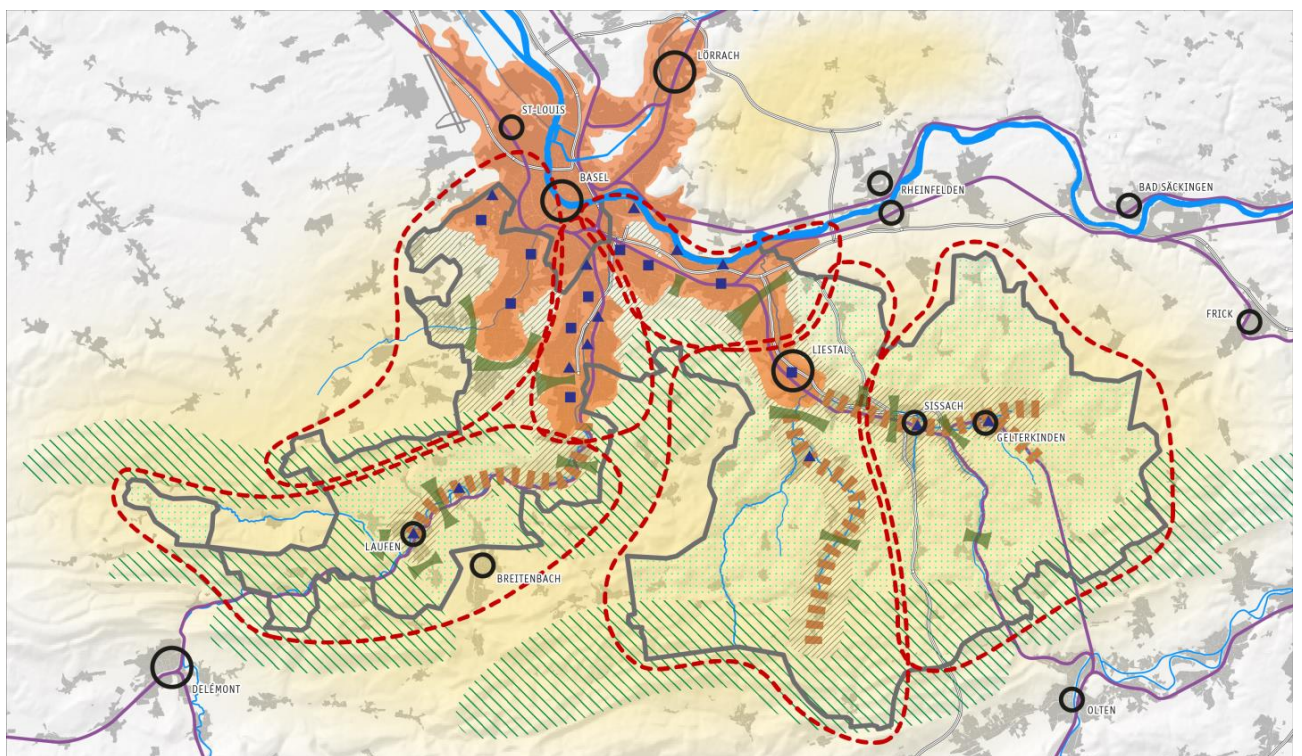 LÖRRACH
ST-LOUIS
BASEL
RHEINFELDEN
BAD SÄCKINGEN
FRICK
LIESTAL
SISSACH
GELTERKINDEN
LAUFEN
BREITENBACH
DELÉMONT
OLTEN